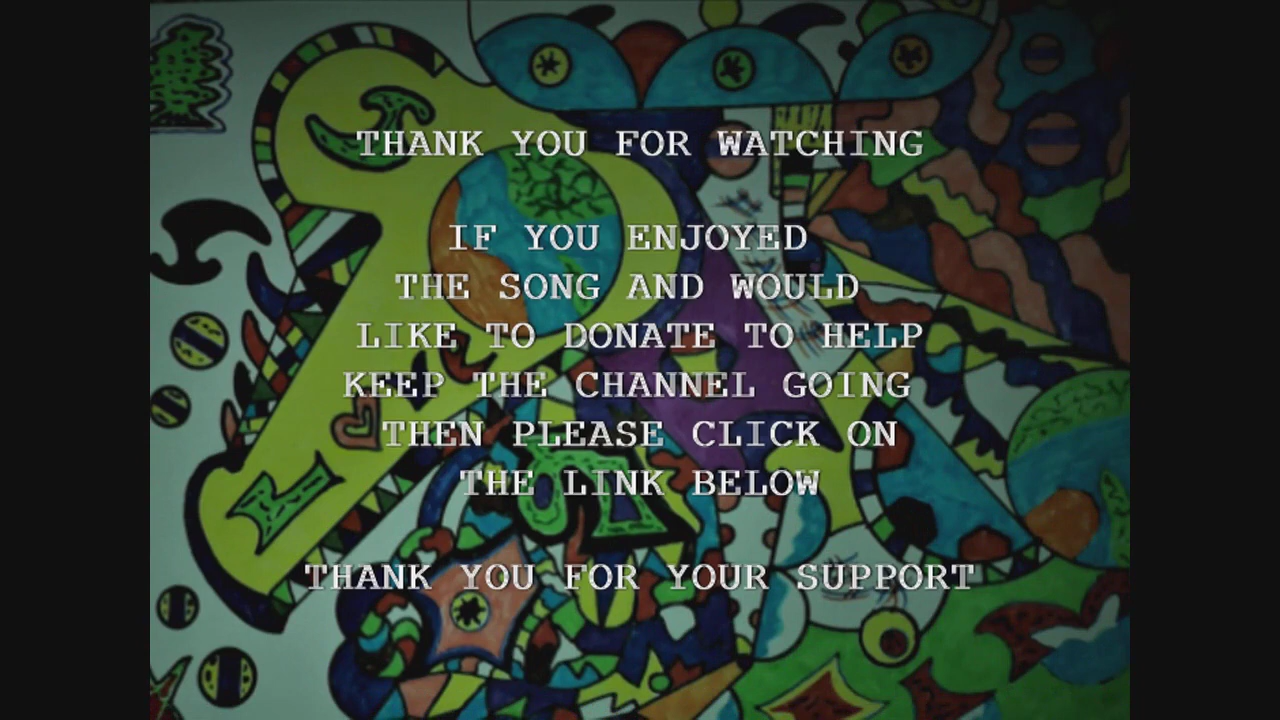 THANK YOU FOR WATCHING
IF YOU ENJOYED
THE SONG AND WOULD
LIKE TO DONATE TO HELP
KEEP THE CHANNEL GOING
THEN PLEASE CLICK ON
THE LINK BELOW
THANK YOU FOR YOUR SUPPORT